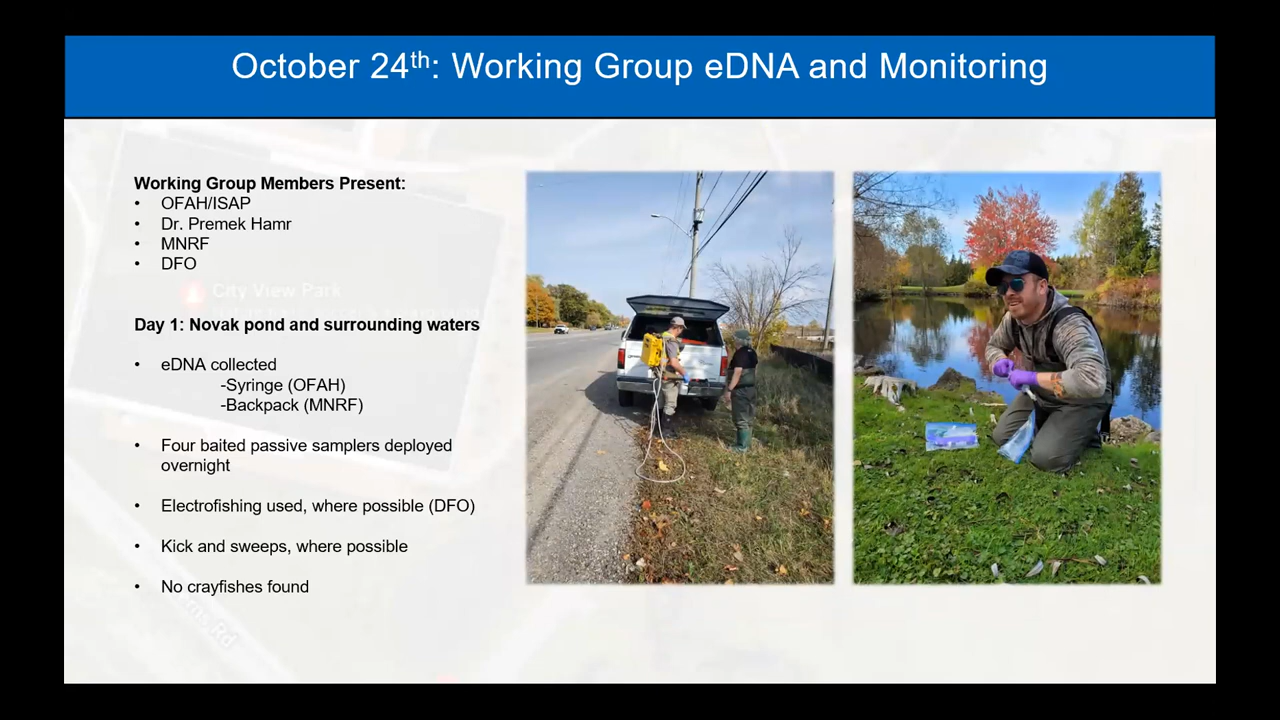 October 24th: Working Group eDNA and Monitoring
Working Group Members Present:
• OFAH/ISAP
• Dr. Premek Hamr
• MNRF
• DFO
City View Park
Day 1: Novak pond and surrounding waters
• eDNA collected
-Syringe (OFAH)
-Backpack (MNRF)
• Four baited passive samplers deployed
overnight
• Electrofishing used, where possible (DFO)
• Kick and sweeps, where possible
• No crayfishes found
Rd